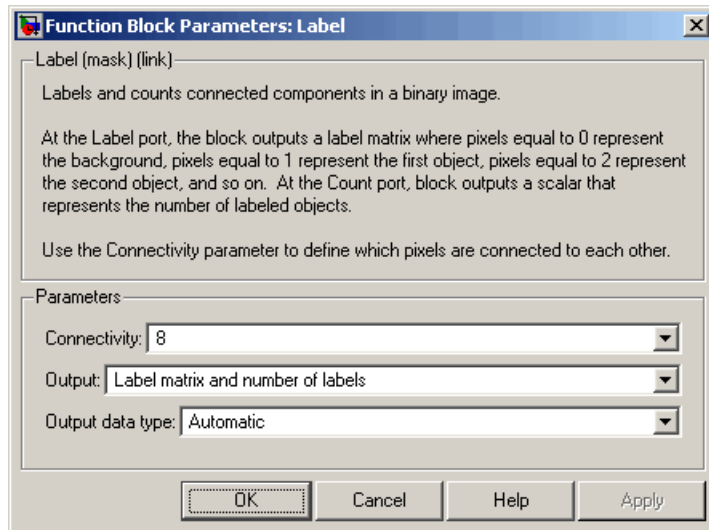 Function Block Parameters: Label
Label (mask) (link)
Labels and counts connected components in a binary image.
At the Label port, the block outputs a label matrix where pixels equal to 0 represent
the background, pixels equal to 1 represent the first object, pixels equal to 2 represent
the second object, and so on. At the Count port, block outputs a scalar that
represents the number of labeled objects.
Use the Connectivity parameter to define which pixels are connected to each other.
Parameters
Connectivity: 8
Output: Label matrix and number of labels
Output data type: Automatic
OK Cancel Help Apply